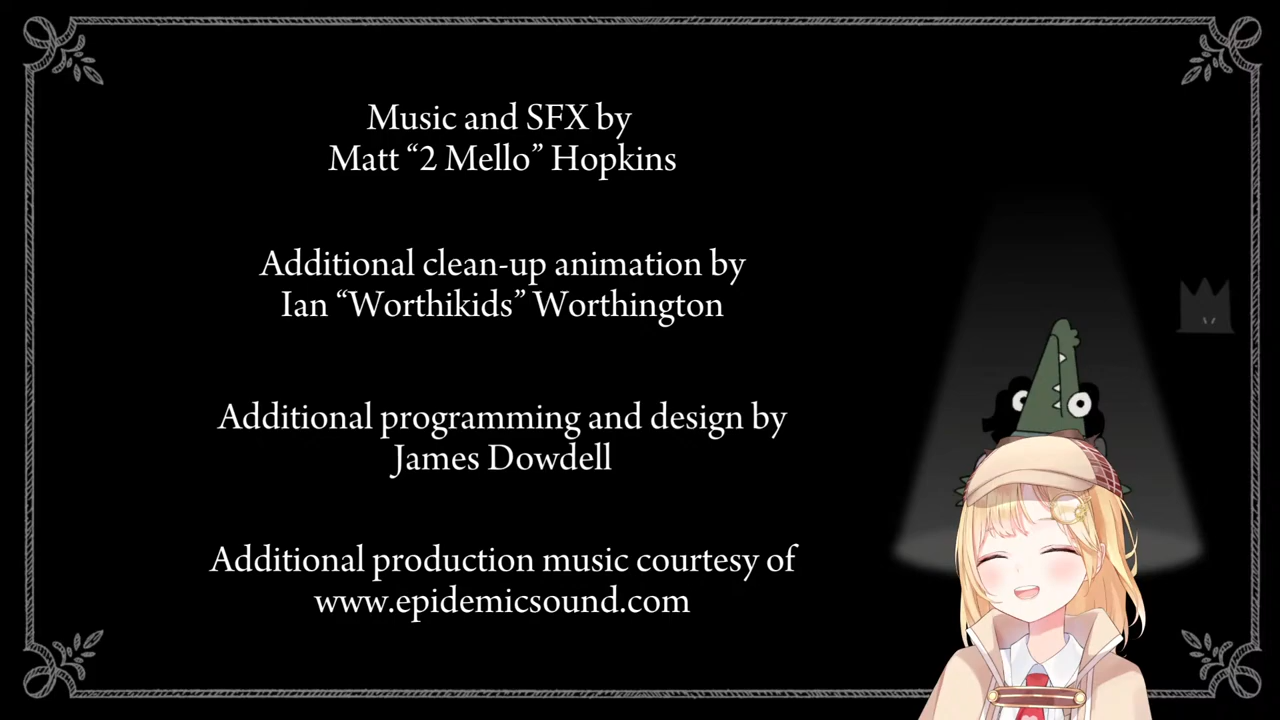 Music and SFX by
Matt “2 Mello” Hopkins
Additional clean-up animation by
Ian “Worthikids” Worthington
Additional programming and design by
James Dowdell
Additional production music courtesy of
www.epidemicsound.com